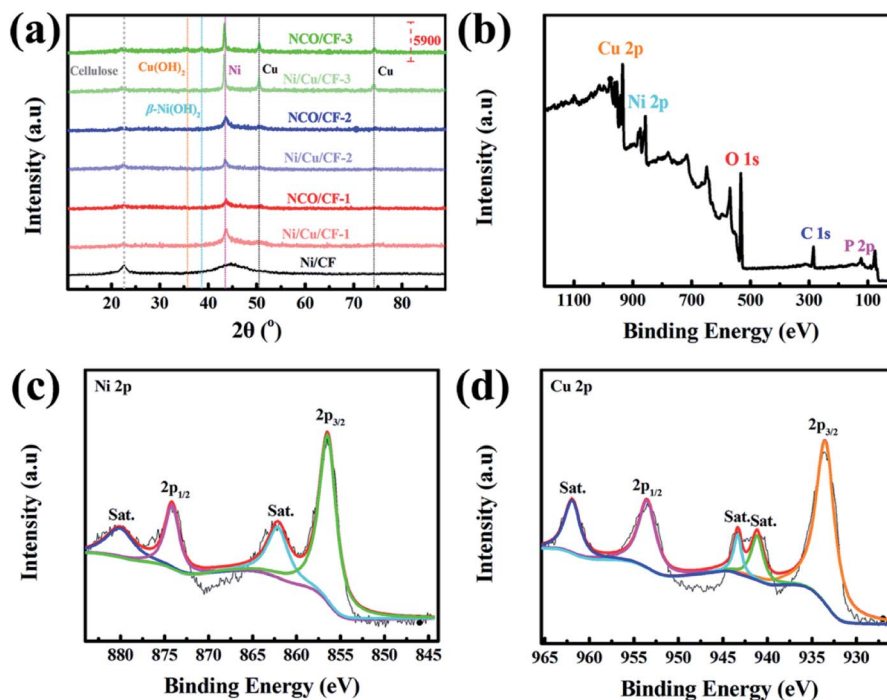 (a)
NCO/CF-3
5900
Cellulose
Cu(OH)₂
Ni
Cu
Ni/Cu/CF-3
Cu
β-Ni(OH)₂
NCO/CF-2
Ni/Cu/CF-2
NCO/CF-1
Ni/Cu/CF-1
Ni/CF
Intensity (a.u)
20 30 40 50 60 70 80
2θ (°)
(b)
Cu 2p
Ni 2p
O 1s
C 1s
P 2p
Intensity (a.u)
1100 900 700 500 300 100
Binding Energy (eV)
(c)
Ni 2p
2p₃/₂
2p₁/₂
Sat.
Sat.
Intensity (a.u)
880 875 870 865 860 855 850 845
Binding Energy (eV)
(d)
Cu 2p
2p₃/₂
Sat.
2p₁/₂
Sat.
Sat.
Intensity (a.u)
965 960 955 950 945 940 935 930
Binding Energy (eV)